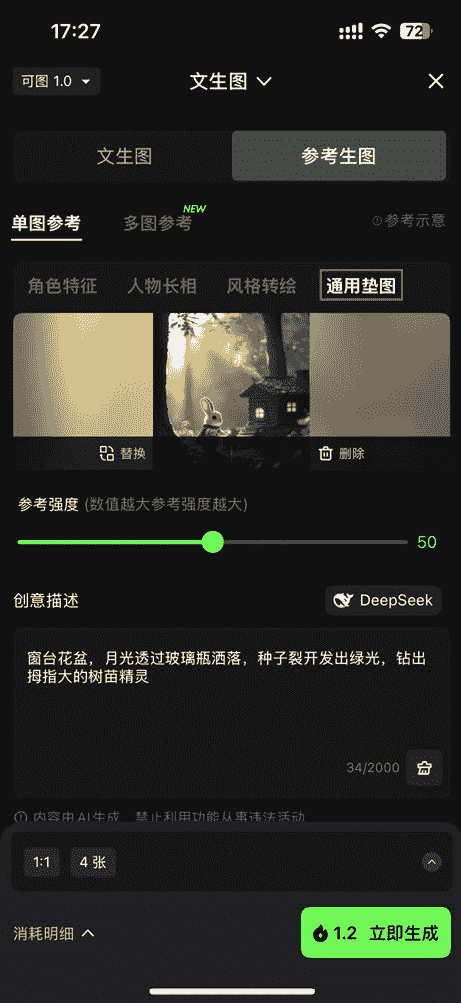 17:27
72
可图 1.0
文生图
文生图
参考生图
单图参考
多图参考
NEW
参考示意
角色特征
人物长相
风格转绘
通用垫图
替换
删除
参考强度 (数值越大参考强度越大)
50
创意描述
DeepSeek
窗台花盆，月光透过玻璃瓶洒落，种子裂开发出绿光，钻出
拇指大的树苗精灵
34/2000
内容由AI生成，禁止利用功能从事违法活动
1:1
4 张
消耗明细
1.2 立即生成